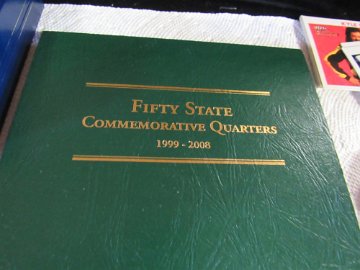 FIFTY STATE
COMMEMORATIVE QUARTERS
1999 - 2008